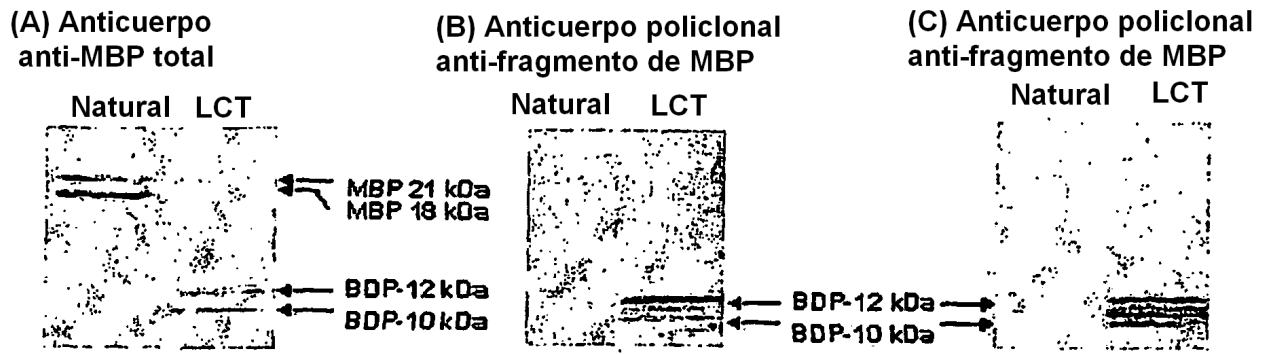 (A) Anticuerpo
anti-MBP total
Natural LCT
MBP 21 kDa
MBP 18 kDa
BDP-12 kDa
BDP-10 kDa
(B) Anticuerpo policlonal
anti-fragmento de MBP
Natural LCT
BDP-12 kDa
BDP-10 kDa
(C) Anticuerpo policlonal
anti-fragmento de MBP
Natural LCT